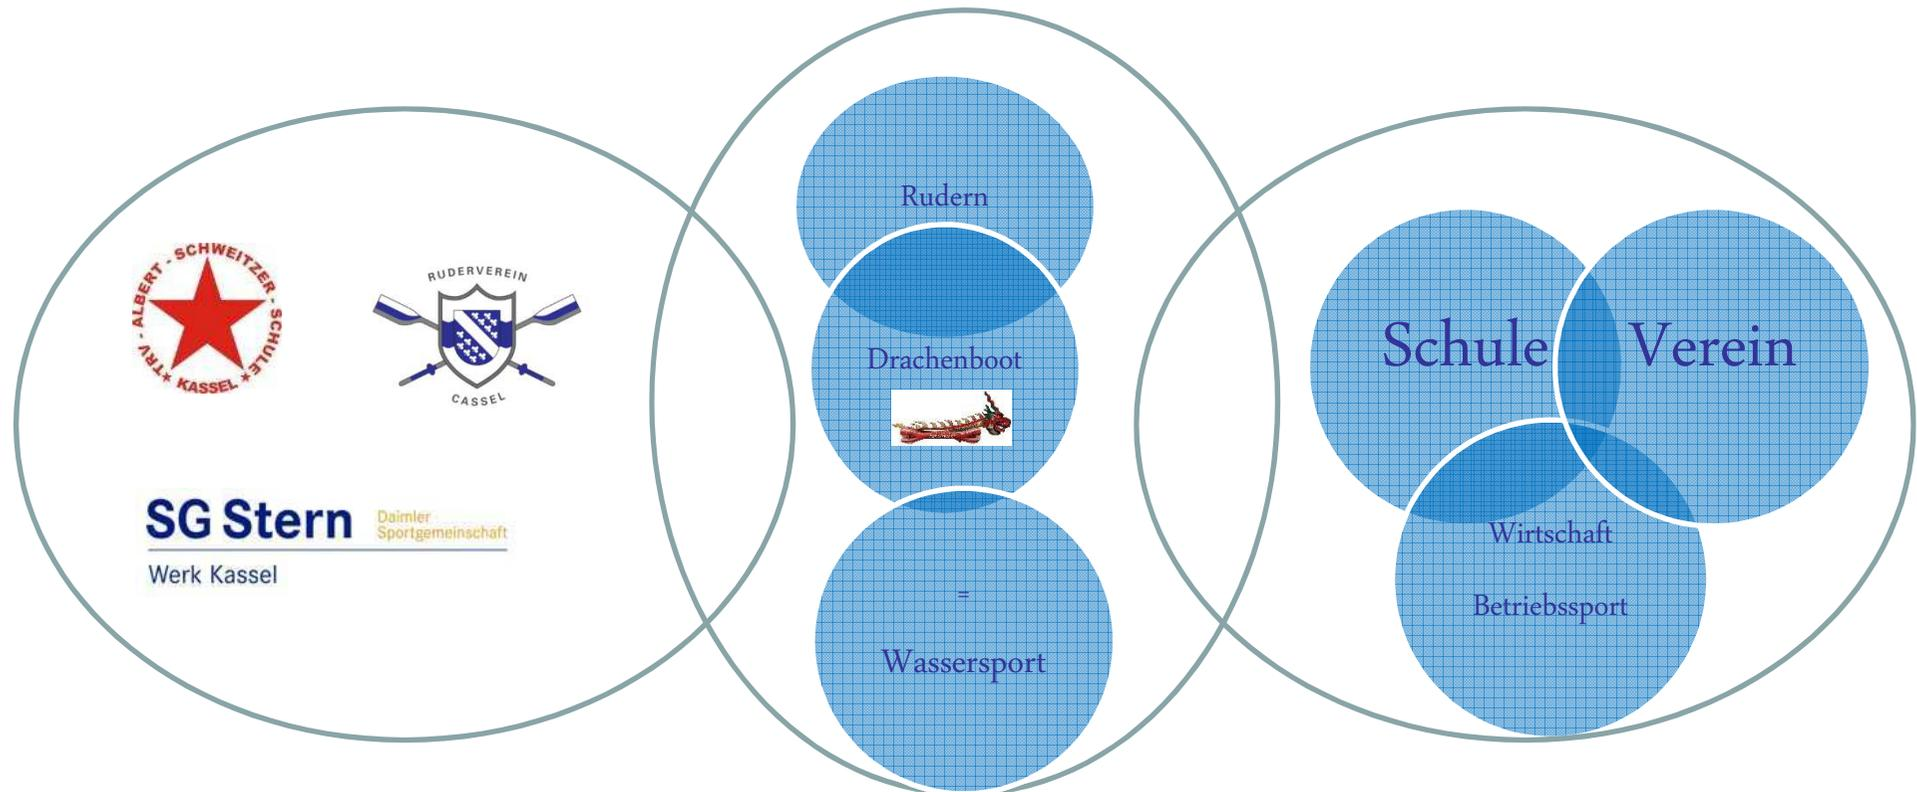 TRV - ALBERT - SCHWEITZER - SCHULE
KASSEL
RUDERVEREIN
CASSEL
SG Stern
Daimler
Sportgemeinschaft
Werk Kassel
Rudern
Drachenboot
=
Wassersport
Schule
Verein
Wirtschaft
Betriebssport